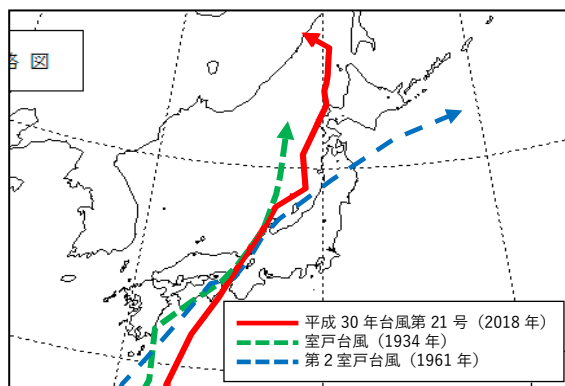 略 図
平成 30 年台風第 21 号（2018 年）
室戸台風（1934 年）
第２室戸台風（1961 年）